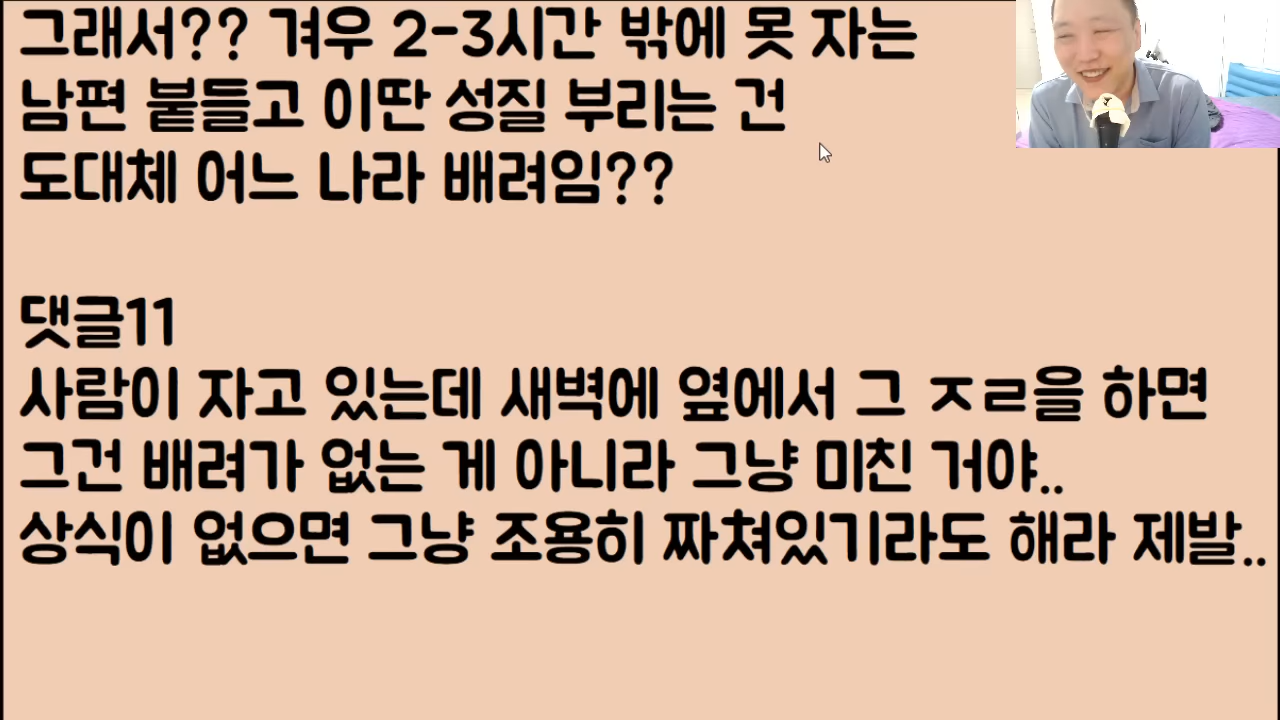 그래서?? 겨우 2-3시간 밖에 못 자는
남편 붙들고 이딴 성질 부리는 건
도대체 어느 나라 배려임??
댓글11
사람이 자고 있는데 새벽에 옆에서 그 ㅈㄹ을 하면
그건 배려가 없는 게 아니라 그냥 미친 거야..
상식이 없으면 그냥 조용히 짜쳐있기라도 해라 제발..